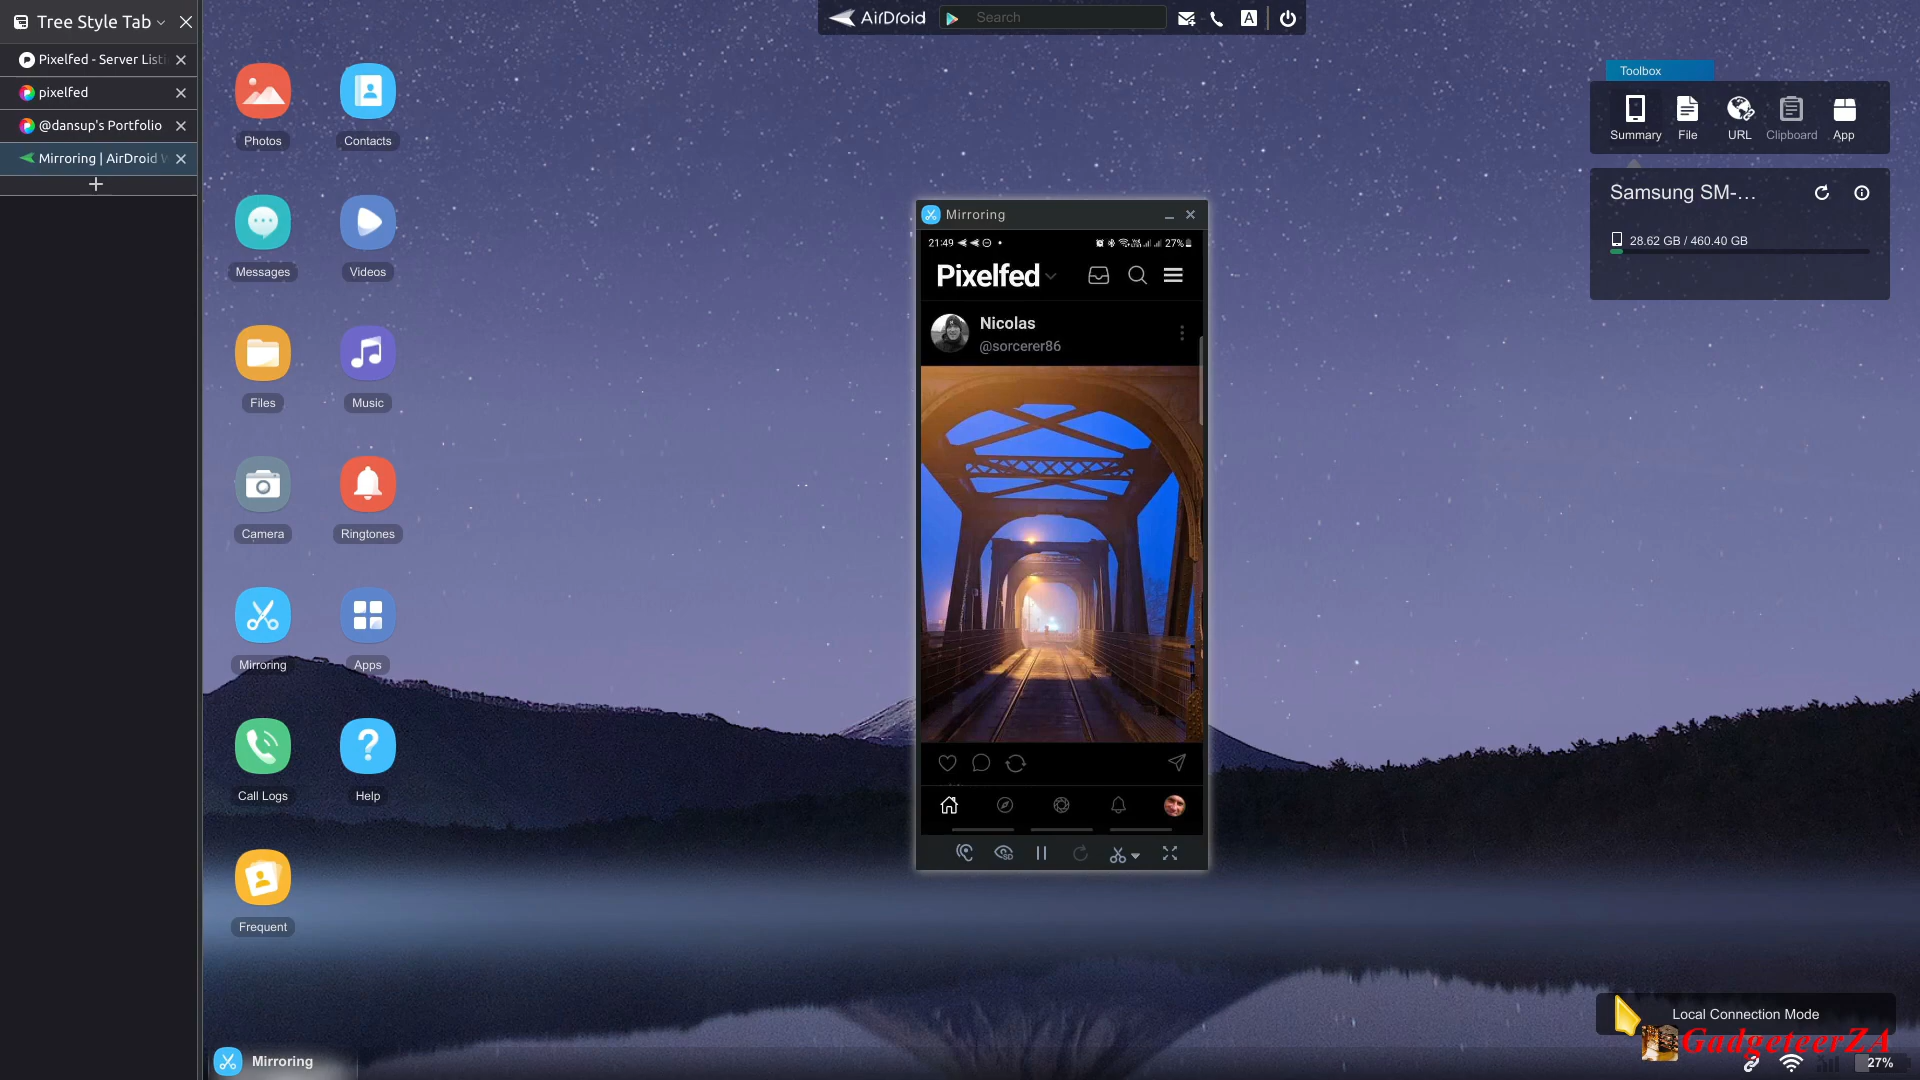 Tree Style Tab
Pixelfed - Server Listi
pixelfed
@dansup's Portfolio
Mirroring | AirDroid W
AirDroid
Search
A
Photos
Contacts
Messages
Videos
Files
Music
Camera
Ringtones
Mirroring
Apps
Call Logs
Help
Frequent
Mirroring
21:49
27%
Pixelfed
Nicolas
@sorcerer86
SD
Toolbox
Summary
File
URL
Clipboard
App
Samsung SM-...
28.62 GB / 460.40 GB
Local Connection Mode
GadgeteerZA
Mirroring
27%